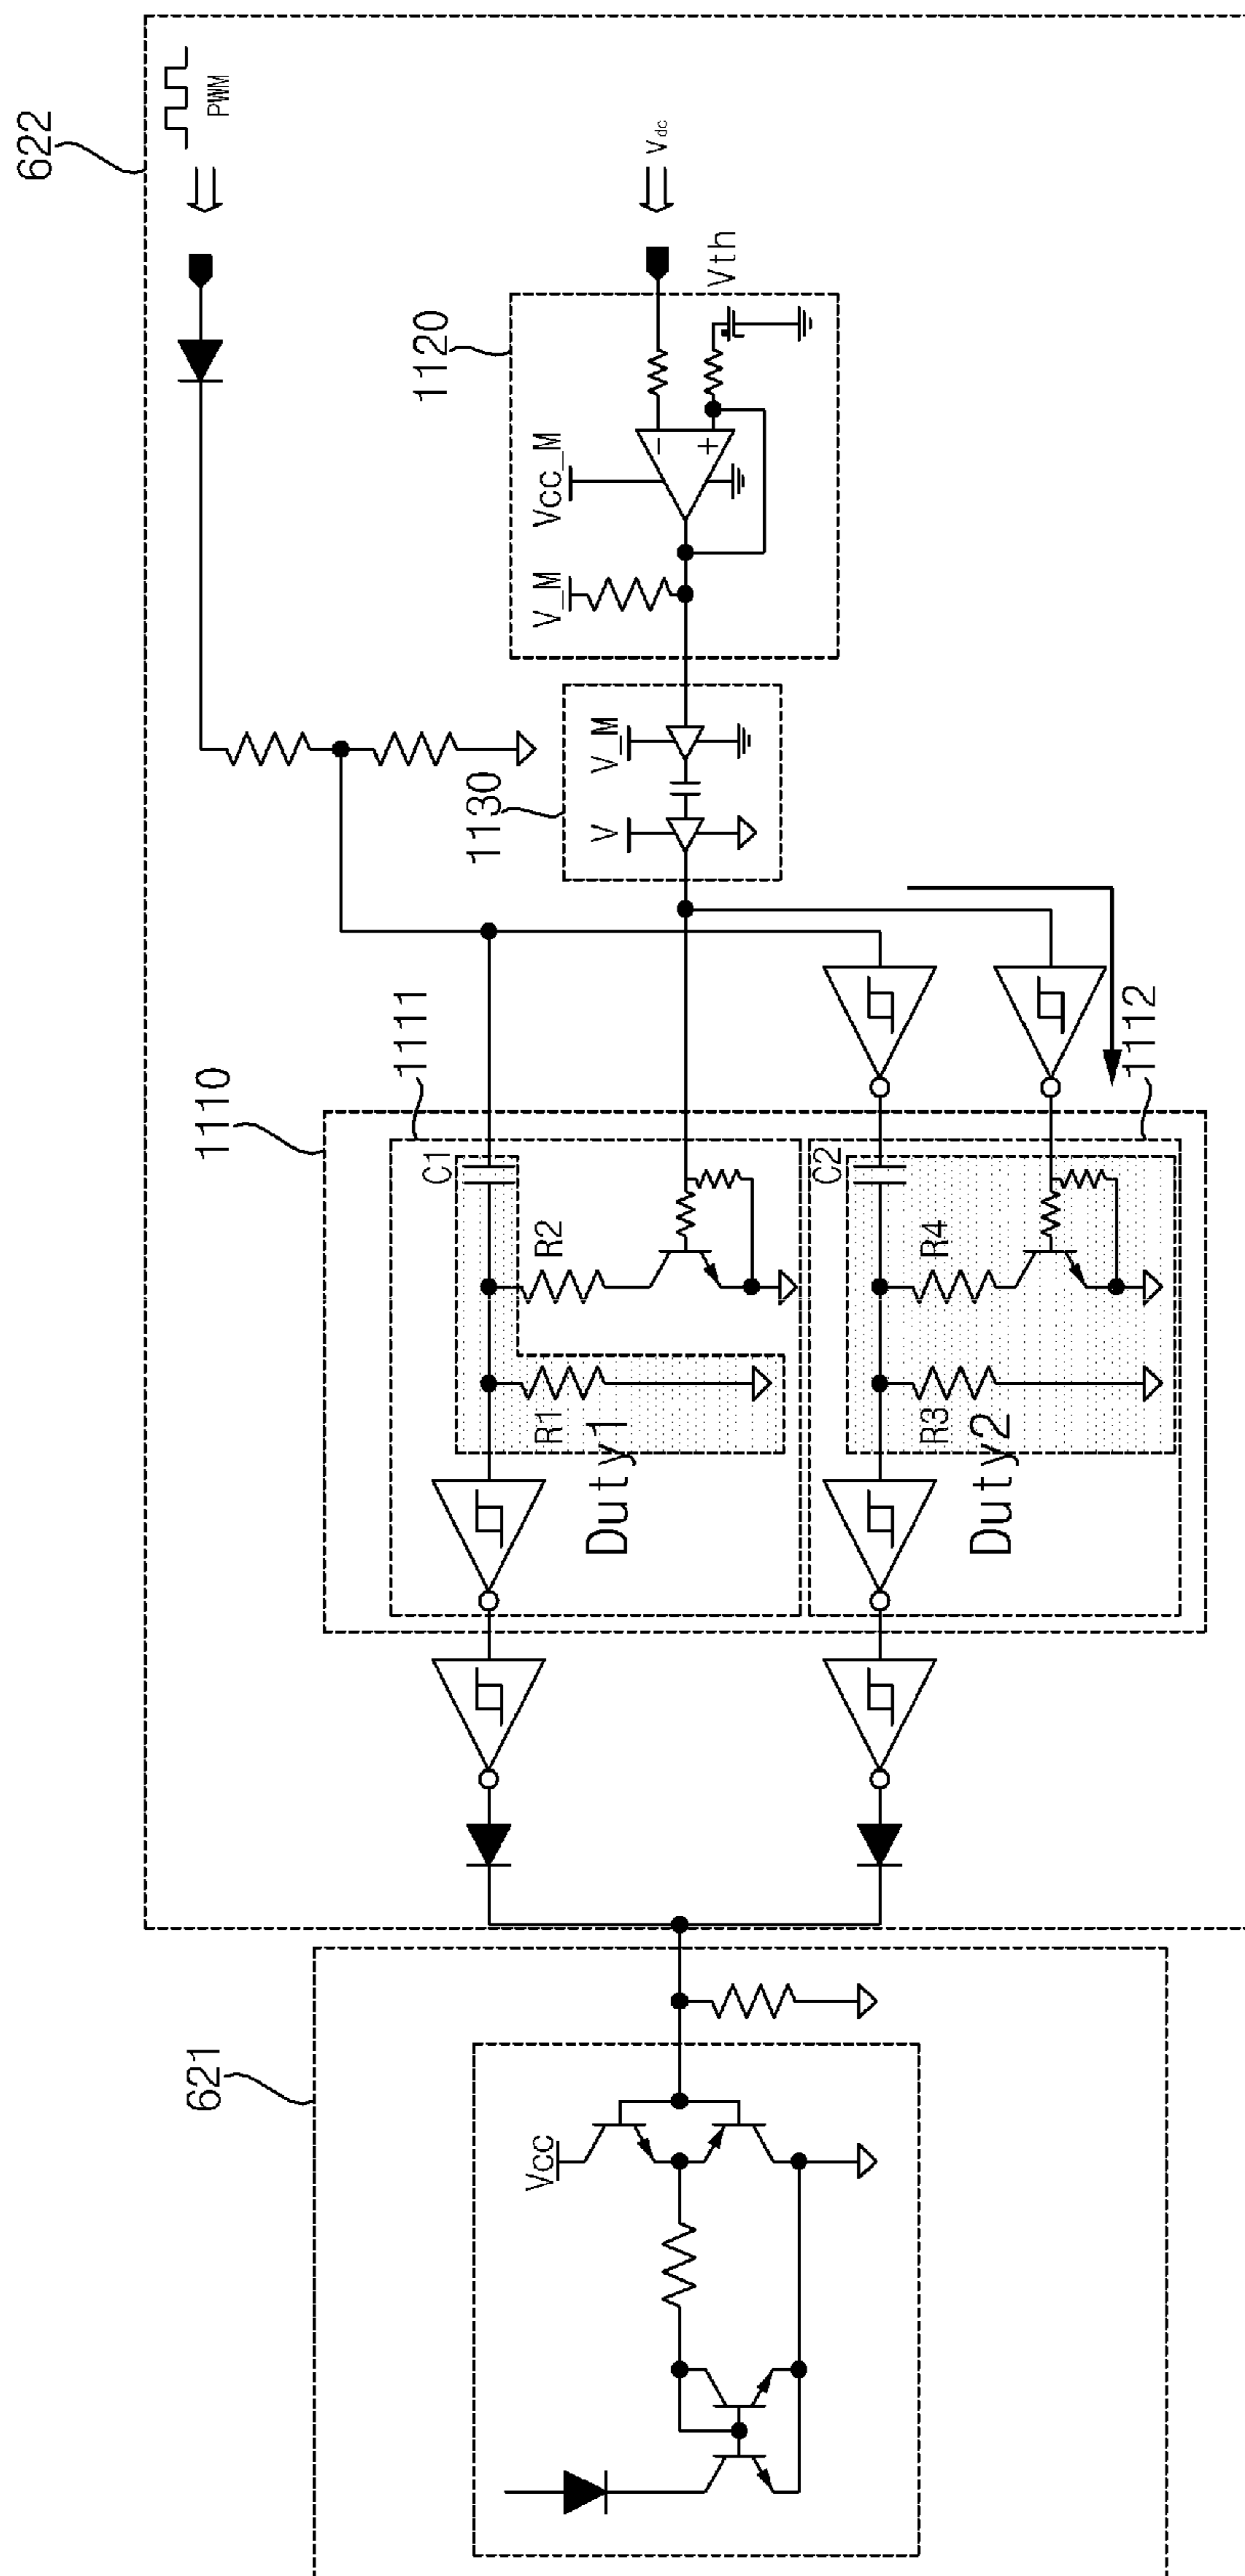 622
PWM
Vdc
1120
Vth
Vcc_M
V_M
1130
V_M
V
1110
1111
1112
C1
R2
R1
Duty1
C2
R4
R3
Duty2
621
Vcc